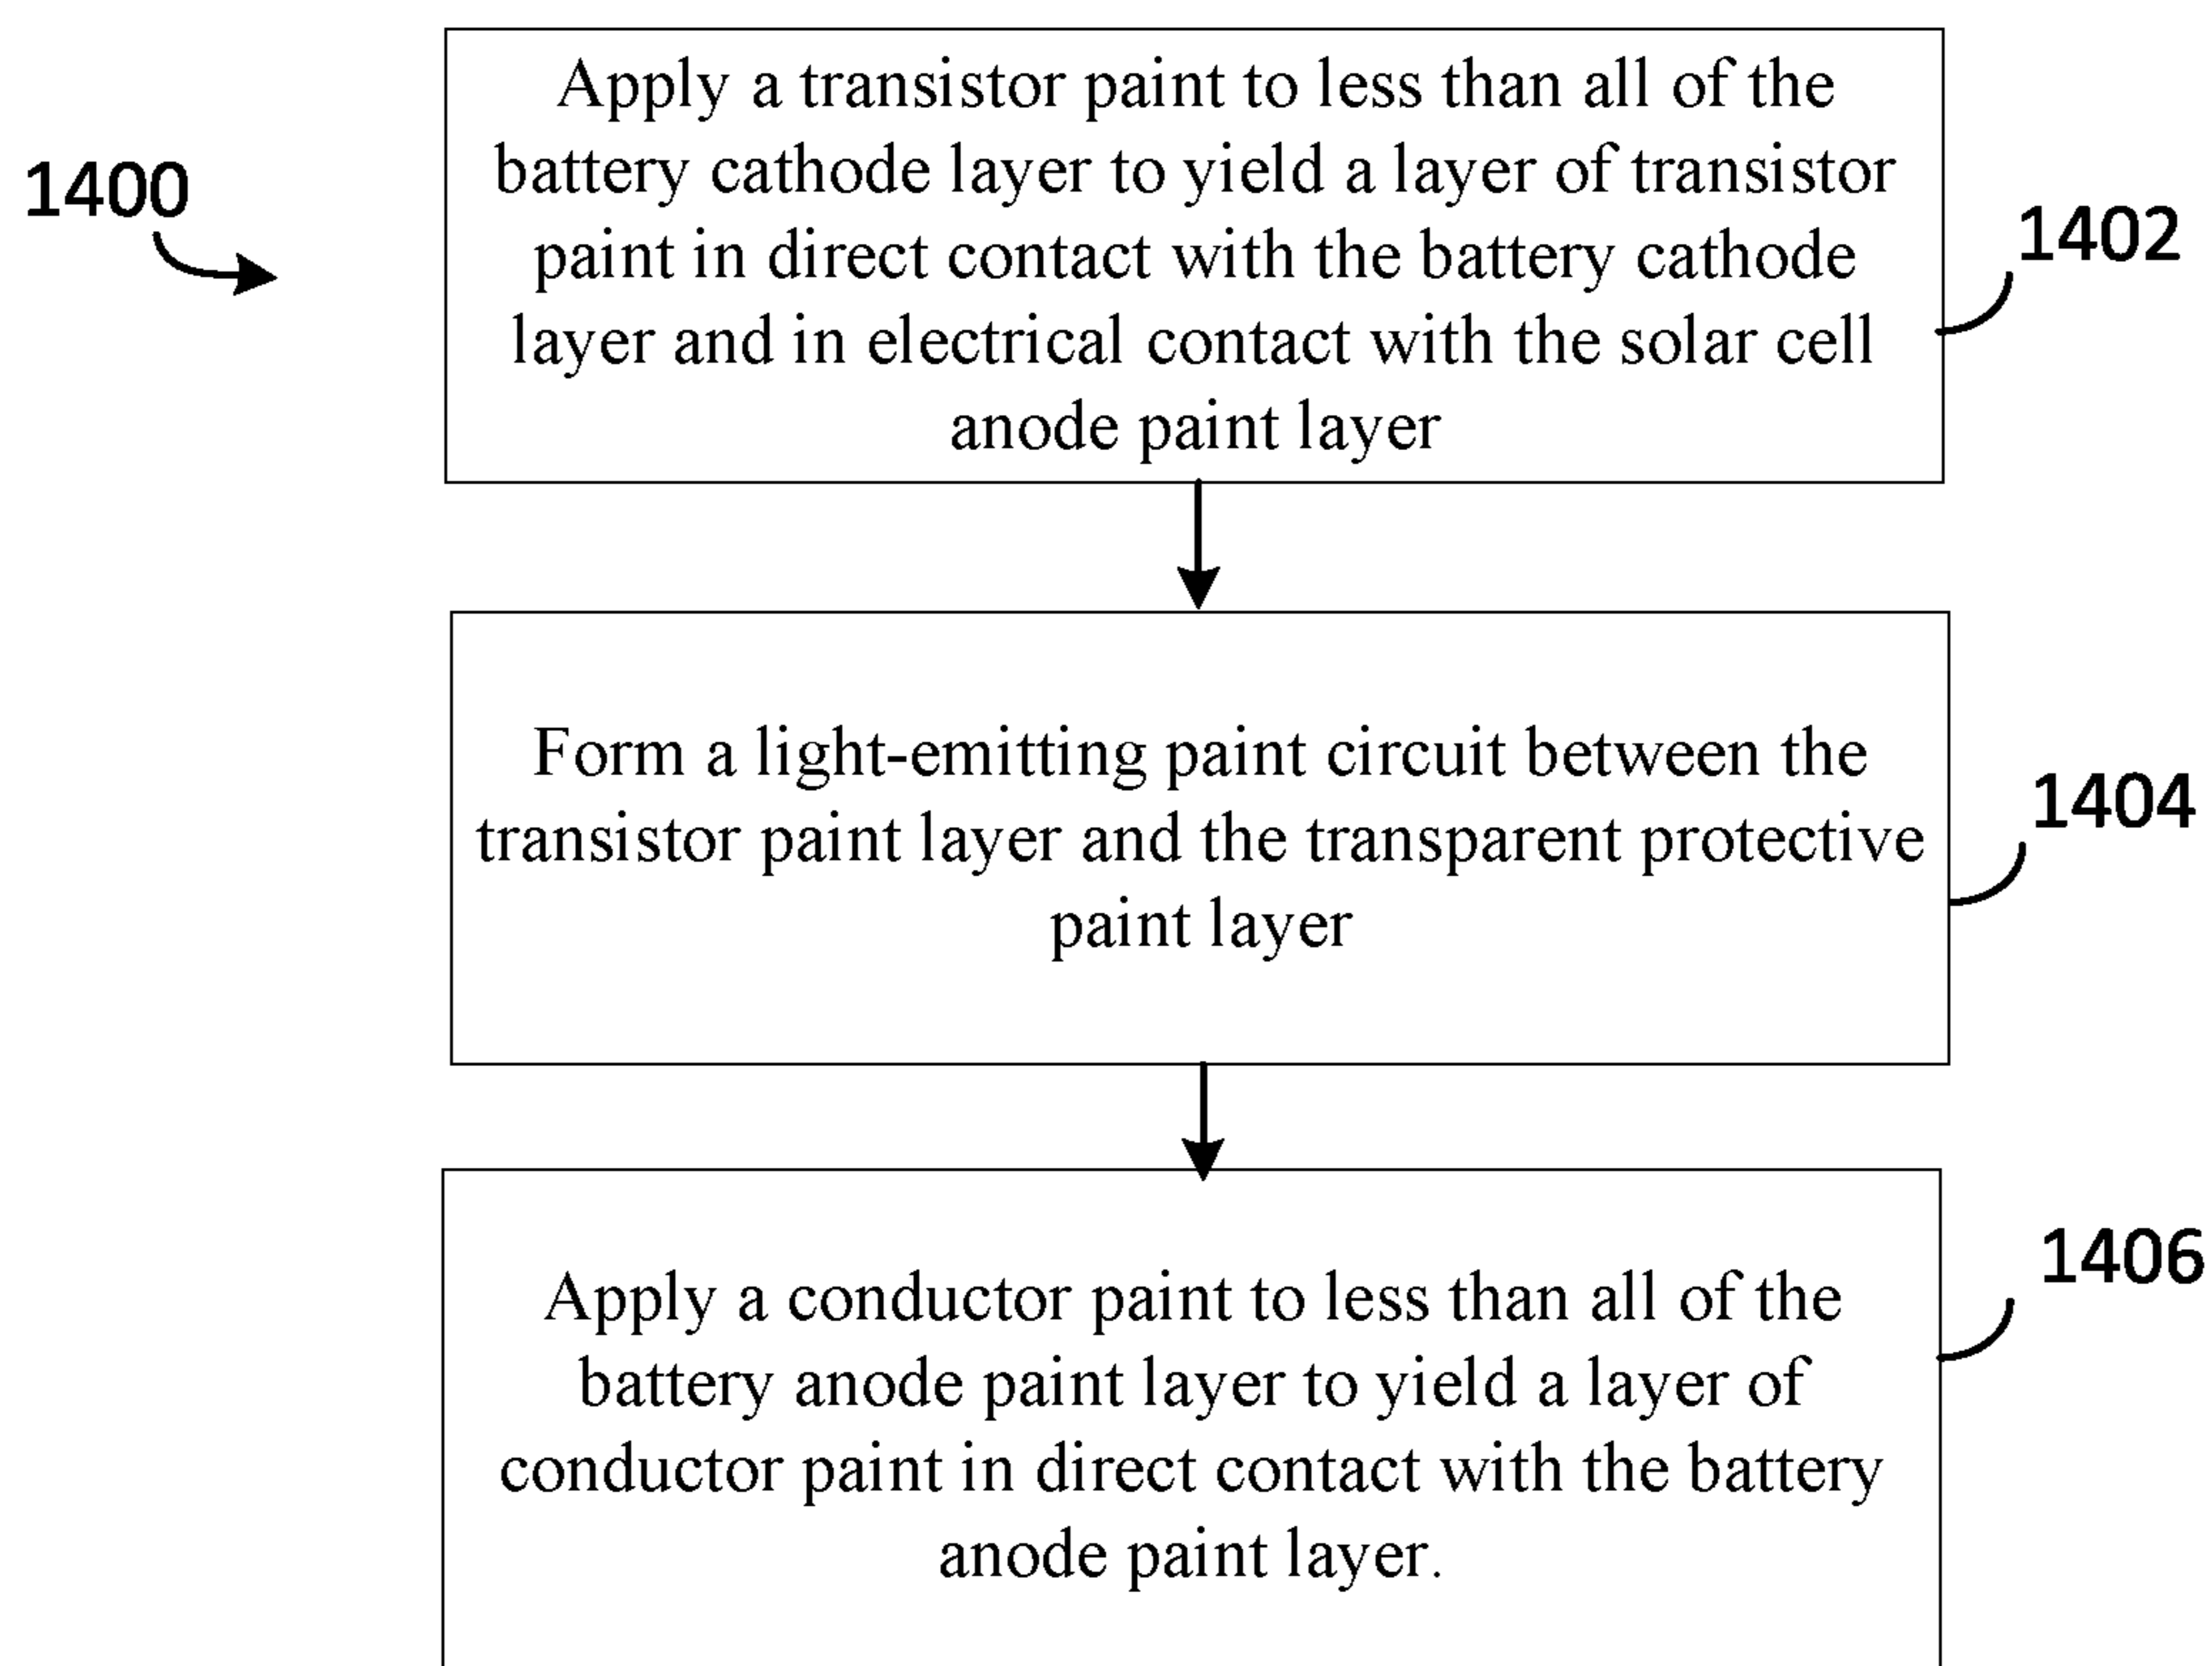 1400
Apply a transistor paint to less than all of the
battery cathode layer to yield a layer of transistor
paint in direct contact with the battery cathode
layer and in electrical contact with the solar cell
anode paint layer
1402
Form a light-emitting paint circuit between the
transistor paint layer and the transparent protective
paint layer
1404
Apply a conductor paint to less than all of the
battery anode paint layer to yield a layer of
conductor paint in direct contact with the battery
anode paint layer.
1406